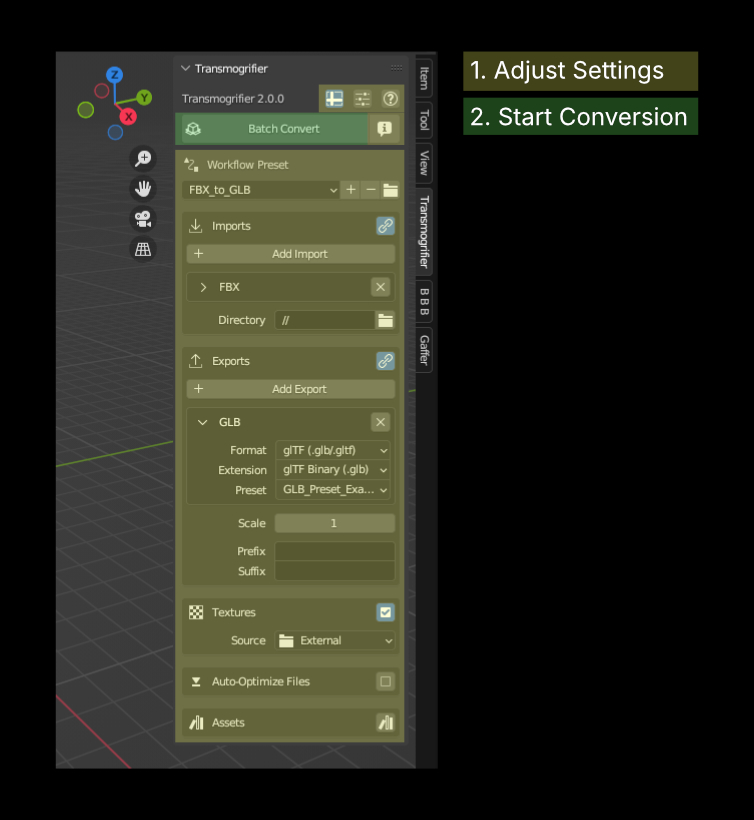 1. Adjust Settings
2. Start Conversion
Z
Y
X
Transmogrifier
Transmogrifier 2.0.0
Batch Convert
Workflow Preset
FBX_to_GLB
Imports
Add Import
FBX
Directory //
Exports
Add Export
GLB
Format glTF (.glb/.gltf)
Extension glTF Binary (.glb)
Preset GLB_Preset_Exa...
Scale 1
Prefix
Suffix
Textures
Source External
Auto-Optimize Files
Assets
Item
Tool
View
Transmogrifier
B B B
Gaffer